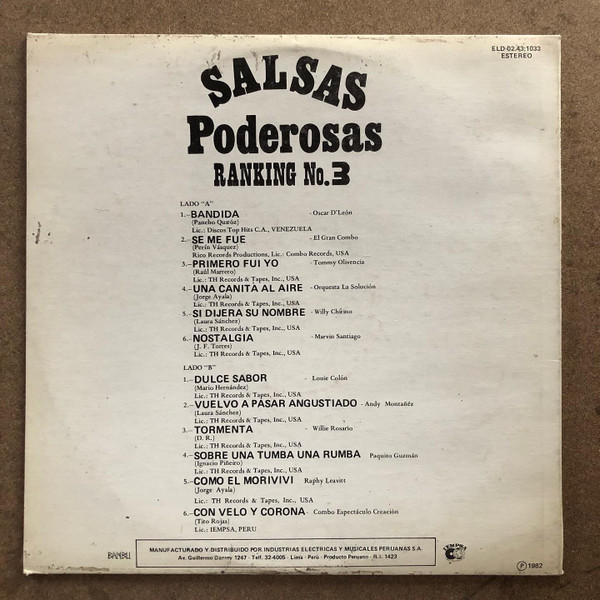 ELD-02.43.1033
ESTEREO
SALSAS
Poderosas
RANKING No.3
LADO "A"
1.- BANDIDA - Oscar D'León
(Pancho Quiróz)
Lic.: Discos Top Hits C.A., VENEZUELA
2.- SE ME FUE - El Gran Combo
(Perín Vásquez)
Rico Records Productions, Lic.: Combo Records, USA
3.- PRIMERO FUI YO - Tommy Olivencia
(Raúl Marrero)
Lic.: TH Records & Tapes, Inc., USA
4.- UNA CANITA AL AIRE - Orquesta La Solución
(Jorge Ayala)
Lic.: TH Records & Tapes, Inc., USA
5.- SI DIJERA SU NOMBRE - Willy Chirino
(Laura Sánchez)
Lic.: TH Records & Tapes, Inc., USA
6.- NOSTALGIA - Marvin Santiago
(J. F. Torres)
Lic.: TH Records & Tapes, Inc., USA
LADO "B"
1.- DULCE SABOR - Louie Colón
(Mario Hernández)
Lic.: TH Records & Tapes, Inc., USA
2.- VUELVO A PASAR ANGUSTIADO - Andy Montañéz
(Laura Sánchez)
Lic.: TH Records & Tapes, Inc., USA
3.- TORMENTA - Willie Rosario
(D. R.)
Lic.: TH Records & Tapes, Inc., USA
4.- SOBRE UNA TUMBA UNA RUMBA Paquito Guzmán
(Ignacio Piñeiro)
Lic.: TH Records & Tapes, Inc., USA
5.- COMO EL MORIVIVI Raphy Leavitt
(Jorge Ayala)
Lic: TH Records & Tapes, Inc., USA
6.- CON VELO Y CORONA - Combo Espectáculo Creación
(Tito Rojas)
Lic.: IEMPSA, PERU
BAMBU
MANUFACTURADO Y DISTRIBUIDO POR INDUSTRIAS ELECTRICAS Y MUSICALES PERUANAS S.A.
Av. Guillermo Dansey 1247 - Telf. 32-4005 - Lima - Perú - Producto Peruano - R.I. 1423
IEMPSA
Ⓟ 1982